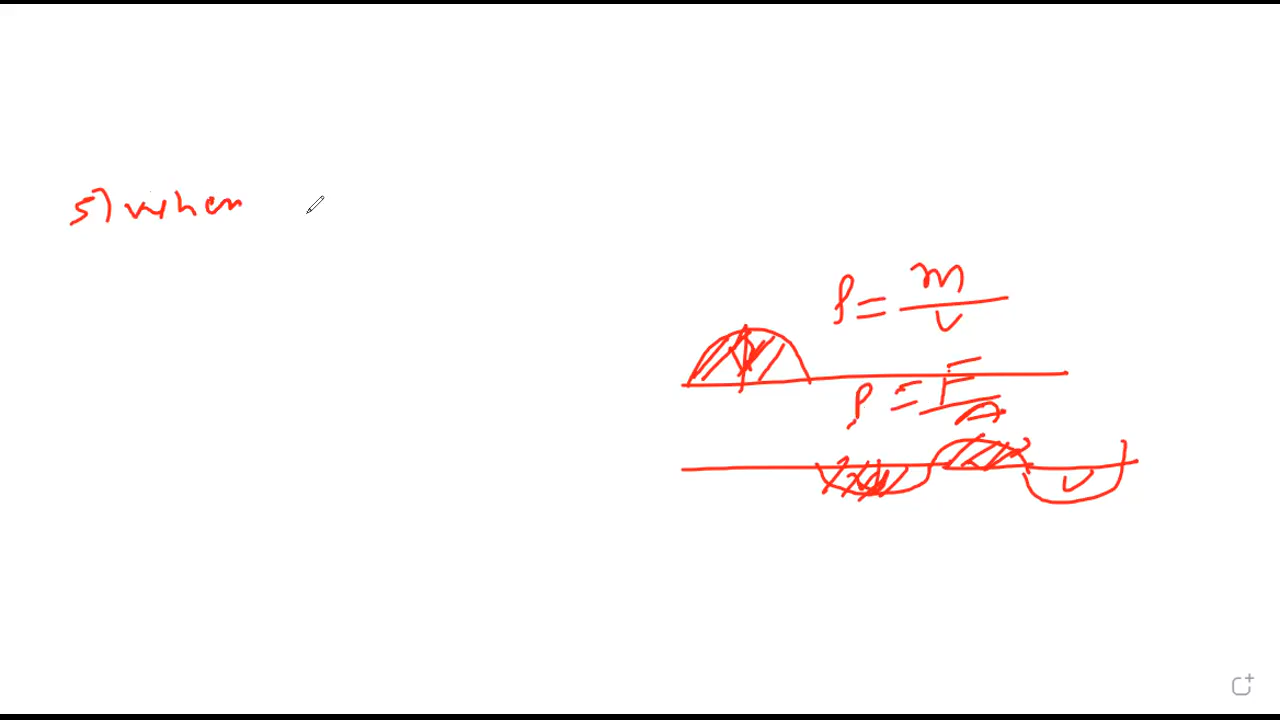 5) when
ρ = m/V
P = F/A
V